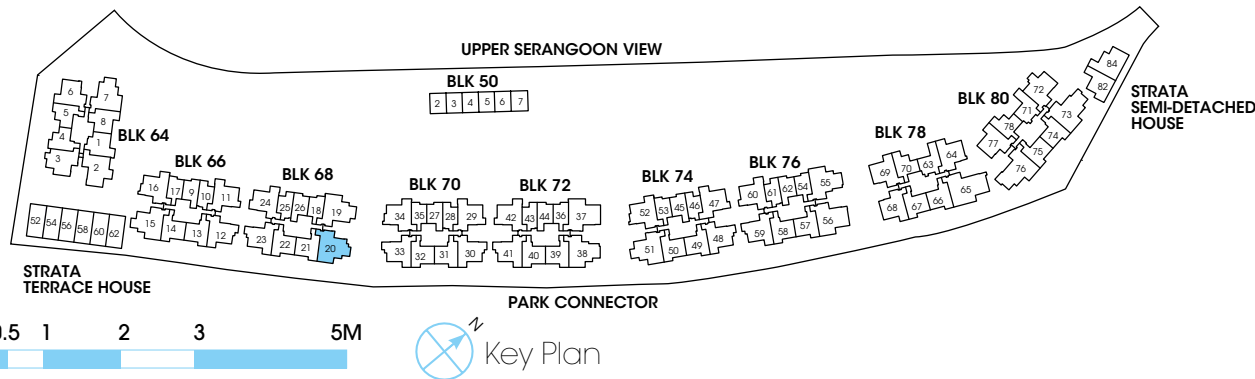 UPPER SERANGOON VIEW
BLK 50
2 3 4 5 6 7
84
82
STRATA
SEMI-DETACHED
HOUSE
BLK 80
72
71
73
78
74
77
75
76
BLK 64
6 7
5 8
4 1
3 2
BLK 66
16 17 9 10 11
15 14 13 12
BLK 68
24 25 26 18 19
23 22 21 20
BLK 70
34 35 27 28 29
33 32 31 30
BLK 72
42 43 44 36 37
41 40 39 38
BLK 74
52 53 45 46 47
51 50 49 48
BLK 76
60 61 62 54 55
59 58 57 56
BLK 78
69 70 63 64
68 67 66 65
52 54 56 58 60 62
STRATA
TERRACE HOUSE
PARK CONNECTOR
0.5 1 2 3 5M
N
Key Plan